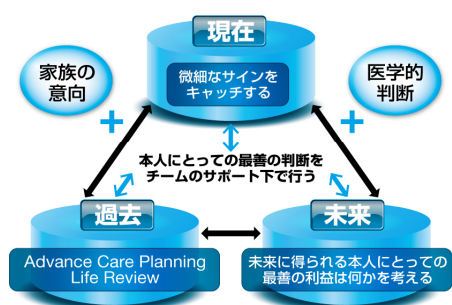 現在
微細なサインを
キャッチする
家族の
意向
+
医学的
判断
+
本人にとっての最善の判断を
チームのサポート下で行う
過去
Advance Care Planning
Life Review
未来
未来に得られる本人にとっての
最善の利益は何かを考える